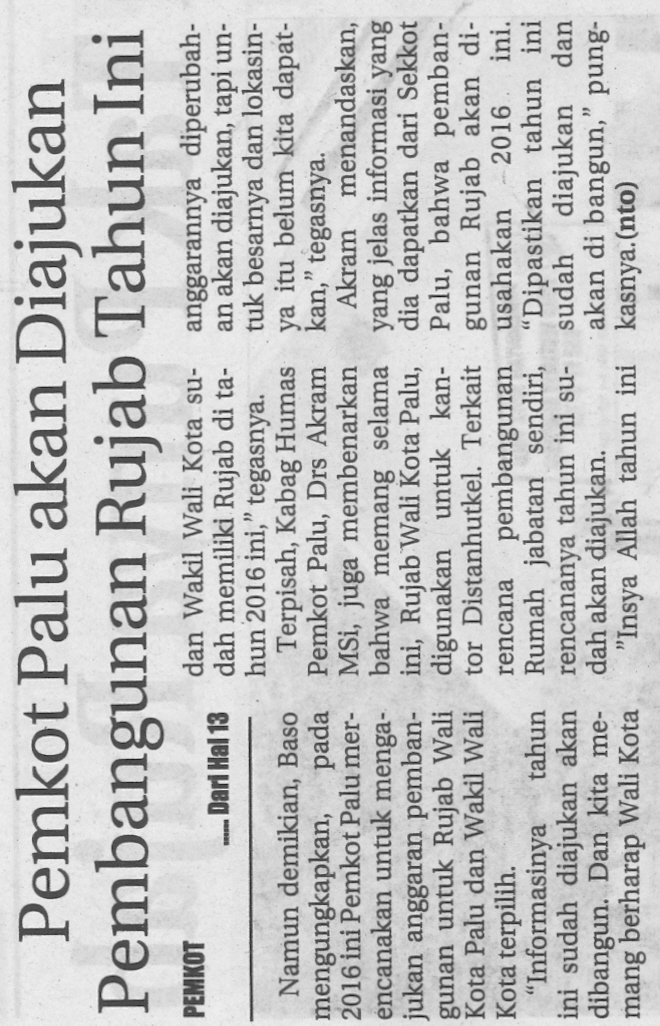 Pemkot Palu akan Diajukan
Pembangunan Rujab Tahun Ini
PEMKOT
...... Dari Hal 13
Namun demikian, Baso
mengungkapkan, pada
2016 ini Pemkot Palu mer-
encanakan untuk menga-
jukan anggaran pemban-
gunan untuk Rujab Wali
Kota Palu dan Wakil Wali
Kota terpilih.
“Informasinya tahun
ini sudah diajukan akan
dibangun. Dan kita me-
mang berharap Wali Kota
dan Wakil Wali Kota su-
dah memiliki Rujab di ta-
hun 2016 ini,” tegasnya.
Terpisah, Kabag Humas
Pemkot Palu, Drs Akram
MSi, juga membenarkan
bahwa memang selama
ini, Rujab Wali Kota Palu,
digunakan untuk kan-
tor Distanhutkel. Terkait
rencana pembangunan
Rumah jabatan sendiri,
rencananya tahun ini su-
dah akan diajukan.
”Insya Allah tahun ini
anggarannya diperubah-
an akan diajukan, tapi un-
tuk besarnya dan lokasin-
ya itu belum kita dapat-
kan,” tegasnya.
Akram menandaskan,
yang jelas informasi yang
dia dapatkan dari Sekkot
Palu, bahwa pemban-
gunan Rujab akan di-
usahakan 2016 ini.
“Dipastikan tahun ini
sudah diajukan dan
akan di bangun,” pung-
kasnya.(nto)